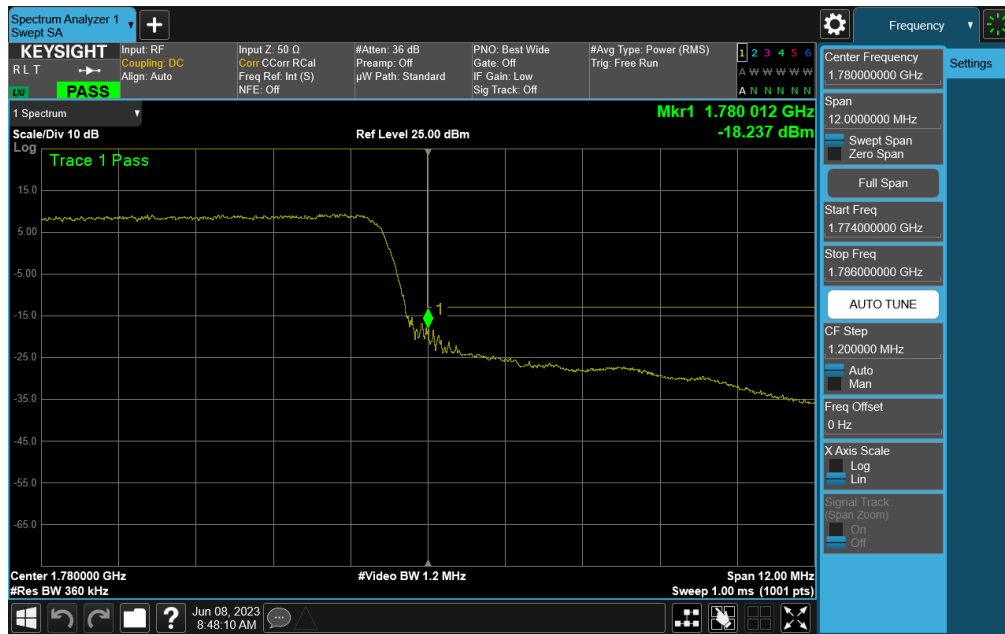 Spectrum Analyzer 1
Swept SA
Frequency
KEYSIGHT
R L T
LXI
PASS
Input: RF
Coupling: DC
Align: Auto
Input Z: 50 Ω
Corr CCorr RCal
Freq Ref: Int (S)
NFE: Off
#Atten: 36 dB
Preamp: Off
µW Path: Standard
PNO: Best Wide
Gate: Off
IF Gain: Low
Sig Track: Off
#Avg Type: Power (RMS)
Trig: Free Run
1 2 3 4 5 6
A W W W W W
A N N N N N
1 Spectrum
Mkr1 1.780 012 GHz
Scale/Div 10 dB
Ref Level 25.00 dBm
-18.237 dBm
Log
Trace 1 Pass
15.0
5.00
-5.00
1
-15.0
-25.0
-35.0
-45.0
-55.0
-65.0
Center 1.780000 GHz
#Video BW 1.2 MHz
Span 12.00 MHz
#Res BW 360 kHz
Sweep 1.00 ms (1001 pts)
Center Frequency
1.780000000 GHz
Settings
Span
12.0000000 MHz
Swept Span
Zero Span
Full Span
Start Freq
1.774000000 GHz
Stop Freq
1.786000000 GHz
AUTO TUNE
CF Step
1.200000 MHz
Auto
Man
Freq Offset
0 Hz
X Axis Scale
Log
Lin
Signal Track
(Span Zoom)
On
Off
?
Jun 08, 2023
8:48:10 AM